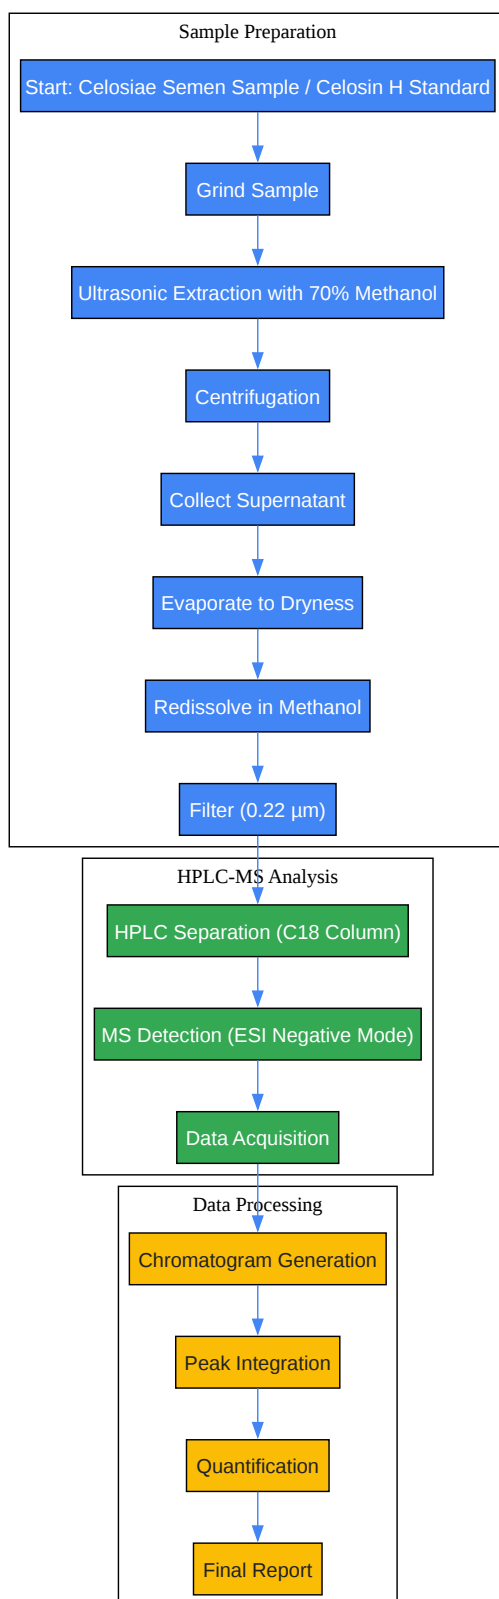 Sample Preparation
Start: Celosiae Semen Sample / Celosin H Standard
Grind Sample
Ultrasonic Extraction with 70% Methanol
Centrifugation
Collect Supernatant
Evaporate to Dryness
Redissolve in Methanol
Filter (0.22 µm)
HPLC-MS Analysis
HPLC Separation (C18 Column)
MS Detection (ESI Negative Mode)
Data Acquisition
Data Processing
Chromatogram Generation
Peak Integration
Quantification
Final Report